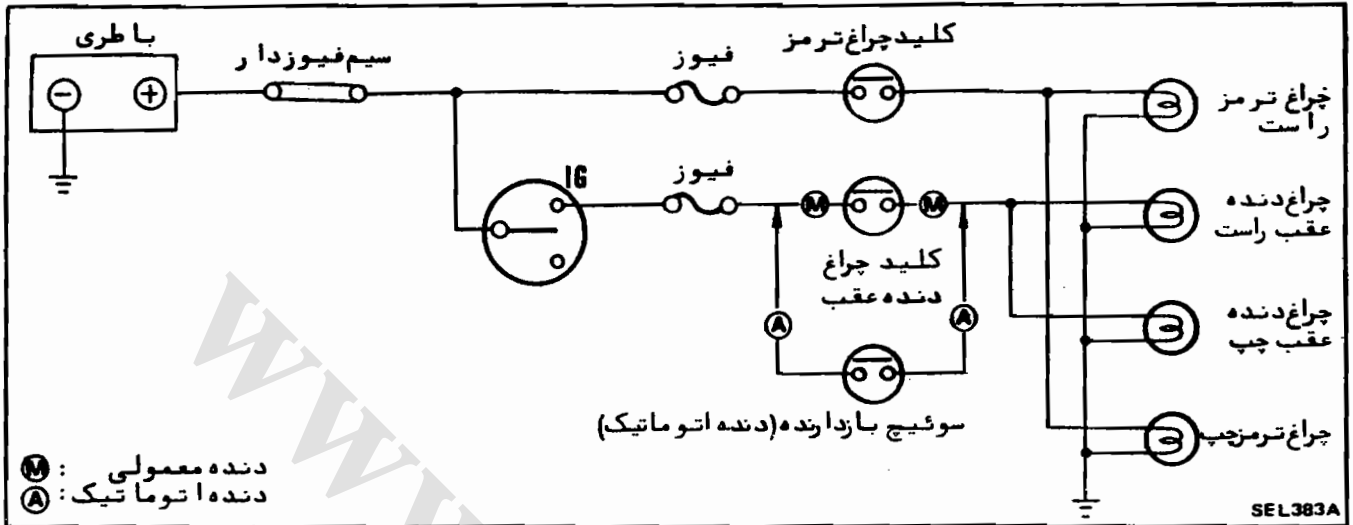 باطری
سیم فیوزدار
فیوز
کلید چراغ ترمز
چراغ ترمز
راست
IG
فیوز
M
M
چراغ دنده
عقب راست
کلید چراغ
دنده عقب
A
A
چراغ دنده
عقب چپ
سوئیچ بازدارنده (دنده اتوماتیک)
چراغ ترمز چپ
M : دنده معمولی
A : دنده اتوماتیک
SEL383A
WWW